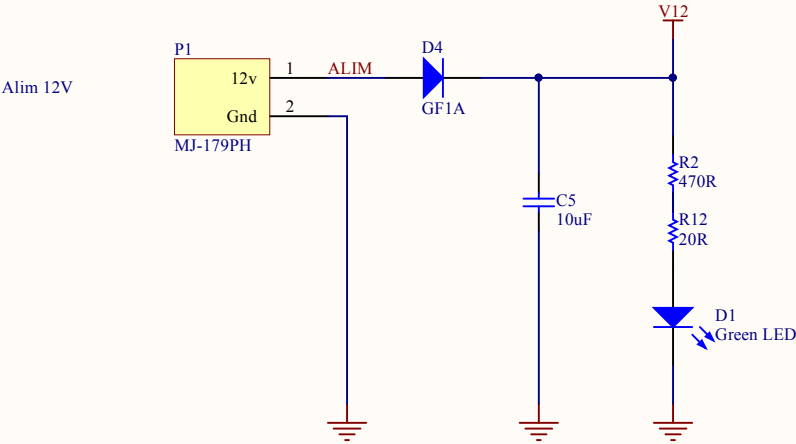 V12
P1
D4
1
ALIM
12v
Alim 12V
2
GF1A
Gnd
MJ-179PH
R2
470R
C5
10uF
R12
20R
D1
Green LED